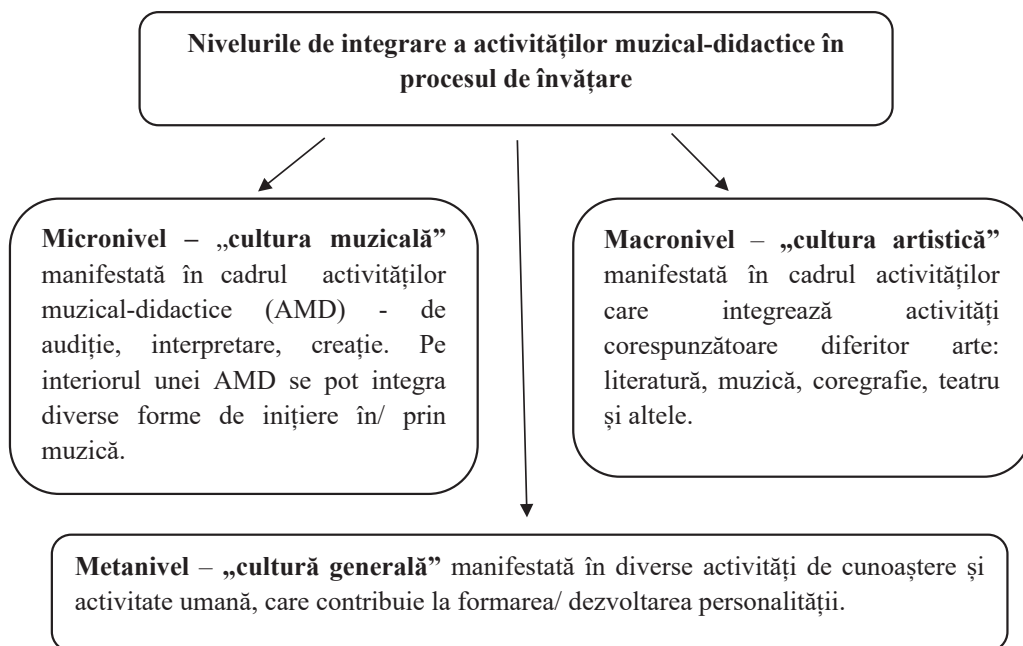 Nivelurile de integrare a activităților muzical-didactice în
procesul de învățare
Micronivel – „cultura muzicală”
manifestată în cadrul activităților
muzical-didactice (AMD) - de
audiție, interpretare, creație. Pe
interiorul unei AMD se pot integra
diverse forme de inițiere în/ prin
muzică.
Macronivel – „cultura artistică”
manifestată în cadrul activităților
care integrează activități
corespunzătoare diferitor arte:
literatură, muzică, coregrafie, teatru
și altele.
Metanivel – „cultură generală” manifestată în diverse activități de cunoaștere și
activitate umană, care contribuie la formarea/ dezvoltarea personalității.